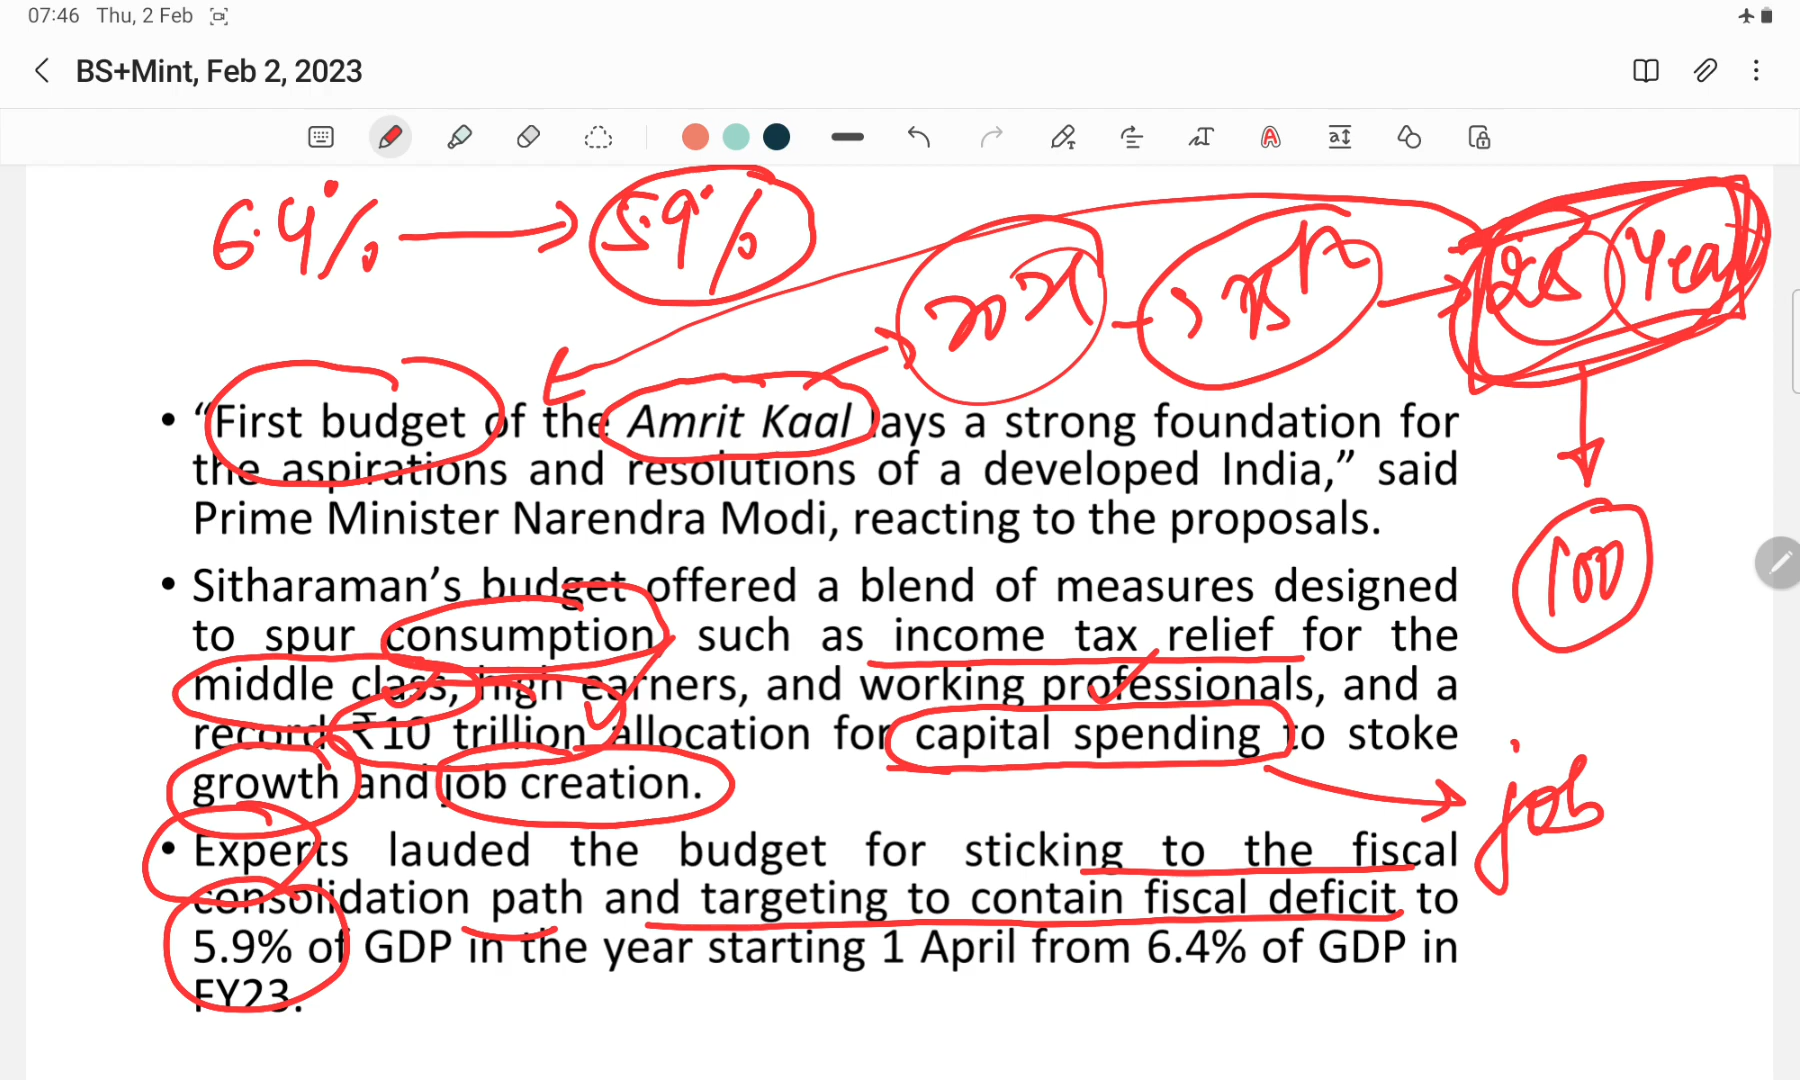 07:46 Thu, 2 Feb
BS+Mint, Feb 2, 2023
6.4% → 5.9%
25 Year
• “First budget of the Amrit Kaal lays a strong foundation for
the aspirations and resolutions of a developed India,” said
Prime Minister Narendra Modi, reacting to the proposals.
100
• Sitharaman’s budget offered a blend of measures designed
to spur consumption such as income tax relief for the
middle class, high earners, and working professionals, and a
record ₹10 trillion allocation for capital spending to stoke
growth and job creation.
job
• Experts lauded the budget for sticking to the fiscal
consolidation path and targeting to contain fiscal deficit to
5.9% of GDP in the year starting 1 April from 6.4% of GDP in
FY23.